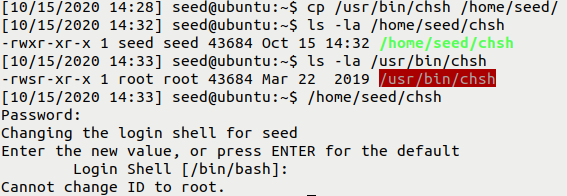 [10/15/2020 14:28] seed@ubuntu:~$ cp /usr/bin/chsh /home/seed/
[10/15/2020 14:32] seed@ubuntu:~$ ls -la /home/seed/chsh
-rwxr-xr-x 1 seed seed 43684 Oct 15 14:32 /home/seed/chsh
[10/15/2020 14:33] seed@ubuntu:~$ ls -la /usr/bin/chsh
-rwsr-xr-x 1 root root 43684 Mar 22  2019 /usr/bin/chsh
[10/15/2020 14:33] seed@ubuntu:~$ /home/seed/chsh
Password:
Changing the login shell for seed
Enter the new value, or press ENTER for the default
        Login Shell [/bin/bash]:
Cannot change ID to root.